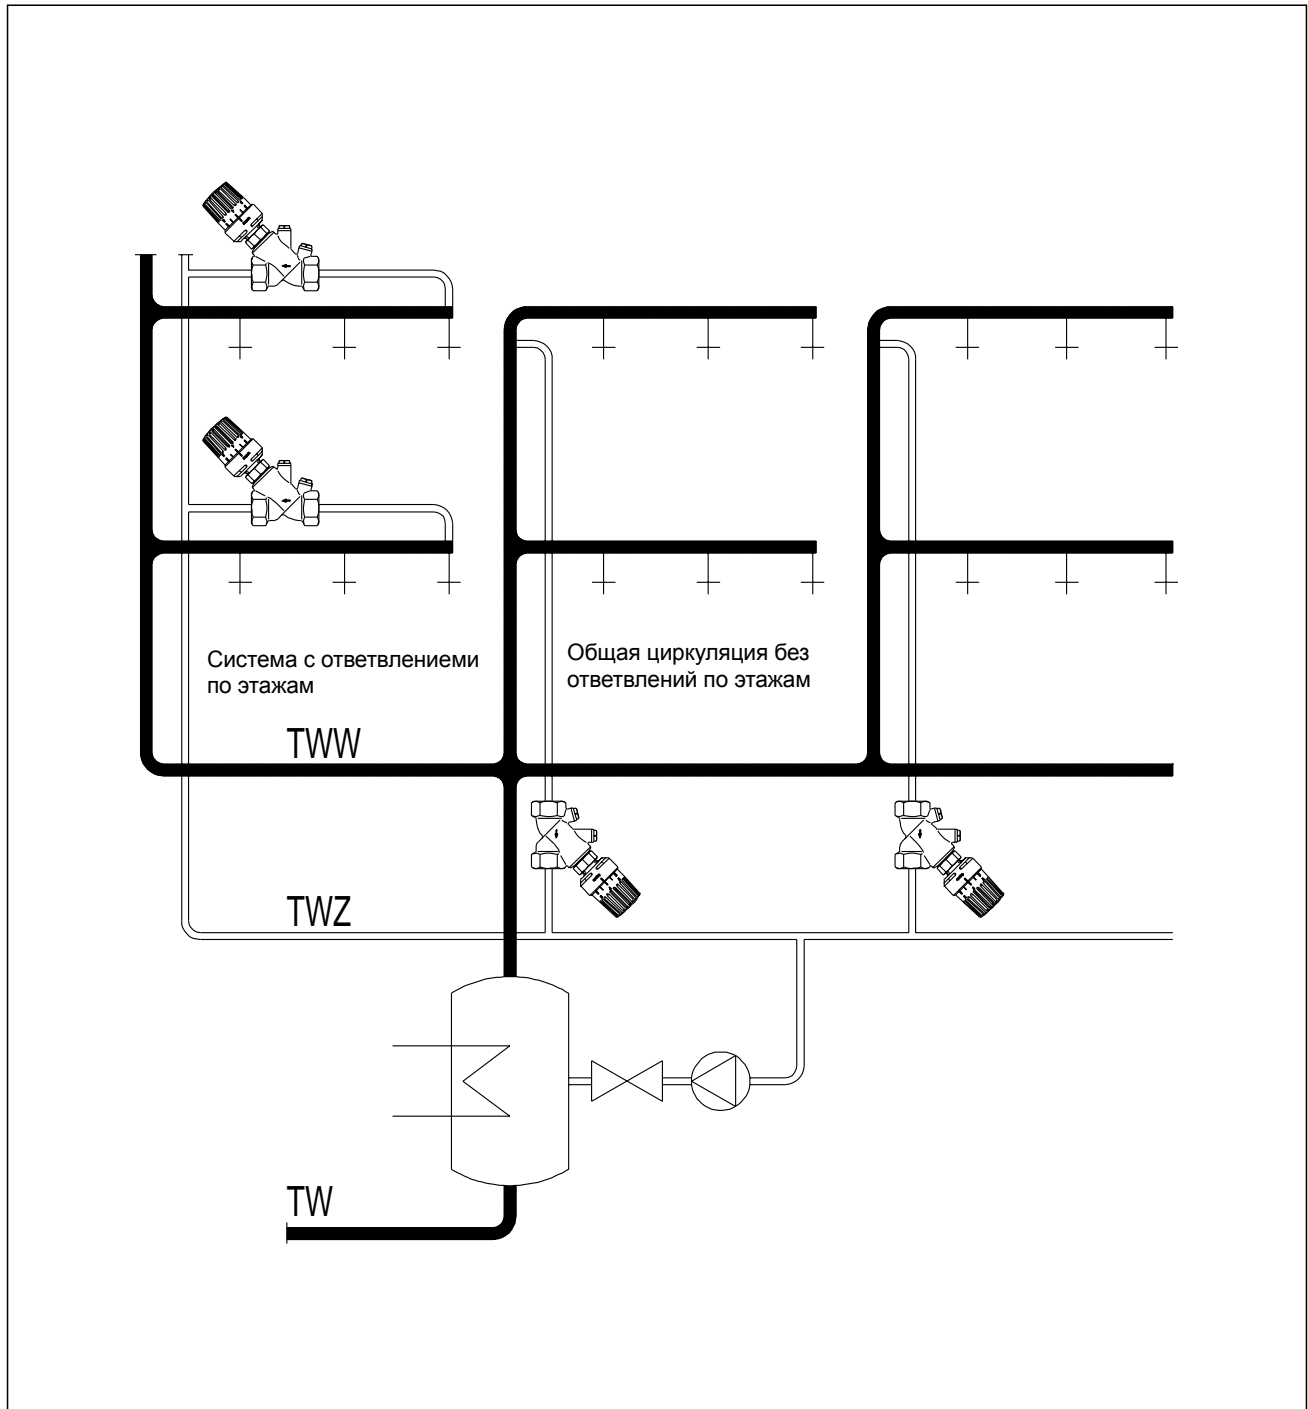 Система с ответвлениеми
по этажам
Общая циркуляция без
ответвлений по этажам
TWW
TWZ
TW